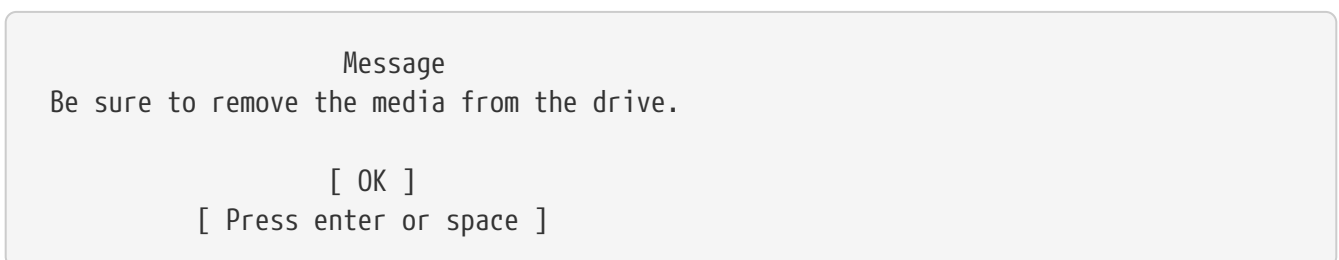 Message
Be sure to remove the media from the drive.
[ OK ]
[ Press enter or space ]